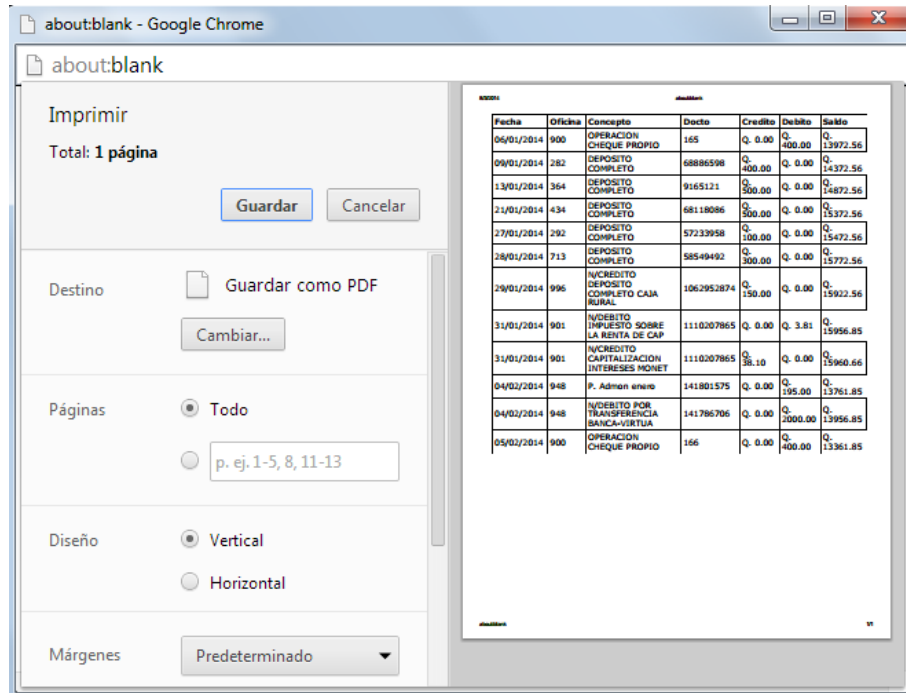 about:blank - Google Chrome
about:blank
Imprimir
Total: 1 página
Guardar Cancelar
Destino Guardar como PDF
Cambiar...
Páginas Todo
p. ej. 1-5, 8, 11-13
Diseño Vertical
Horizontal
Márgenes Predeterminado
about:blank
Fecha Oficina Concepto Docto Credito Debito Saldo
06/01/2014 900 OPERACION CHEQUE PROPIO 165 Q. 0.00 Q. 400.00 Q. 13972.56
09/01/2014 282 DEPOSITO COMPLETO 68886598 Q. 400.00 Q. 0.00 Q. 14372.56
13/01/2014 364 DEPOSITO COMPLETO 9165121 Q. 500.00 Q. 0.00 Q. 14872.56
21/01/2014 434 DEPOSITO COMPLETO 68118086 Q. 500.00 Q. 0.00 Q. 15372.56
27/01/2014 292 DEPOSITO COMPLETO 57233958 Q. 100.00 Q. 0.00 Q. 15472.56
28/01/2014 713 DEPOSITO COMPLETO 58549492 Q. 300.00 Q. 0.00 Q. 15772.56
29/01/2014 996 N/CREDITO DEPOSITO COMPLETO CAJA RURAL 1062952874 Q. 150.00 Q. 0.00 Q. 15922.56
31/01/2014 901 N/DEBITO IMPUESTO SOBRE LA RENTA DE CAP 1110207865 Q. 0.00 Q. 3.81 Q. 15956.85
31/01/2014 901 N/CREDITO CAPITALIZACION INTERESES MONET 1110207865 Q. 38.10 Q. 0.00 Q. 15960.66
04/02/2014 948 P. Admon enero 141801575 Q. 0.00 Q. 195.00 Q. 13761.85
04/02/2014 948 N/DEBITO POR TRANSFERENCIA BANCA-VIRTUA 141786706 Q. 0.00 Q. 2000.00 Q. 13956.85
05/02/2014 900 OPERACION CHEQUE PROPIO 166 Q. 0.00 Q. 400.00 Q. 13361.85
about:blank 1/1